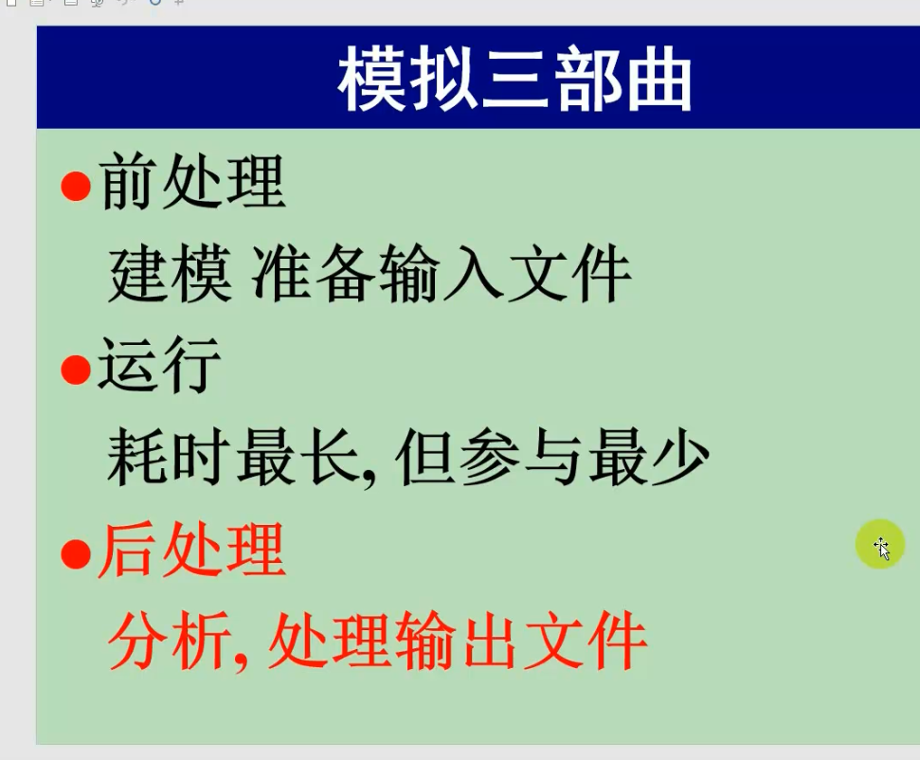 模拟三部曲
●前处理
建模 准备输入文件
●运行
耗时最长, 但参与最少
●后处理
分析, 处理输出文件